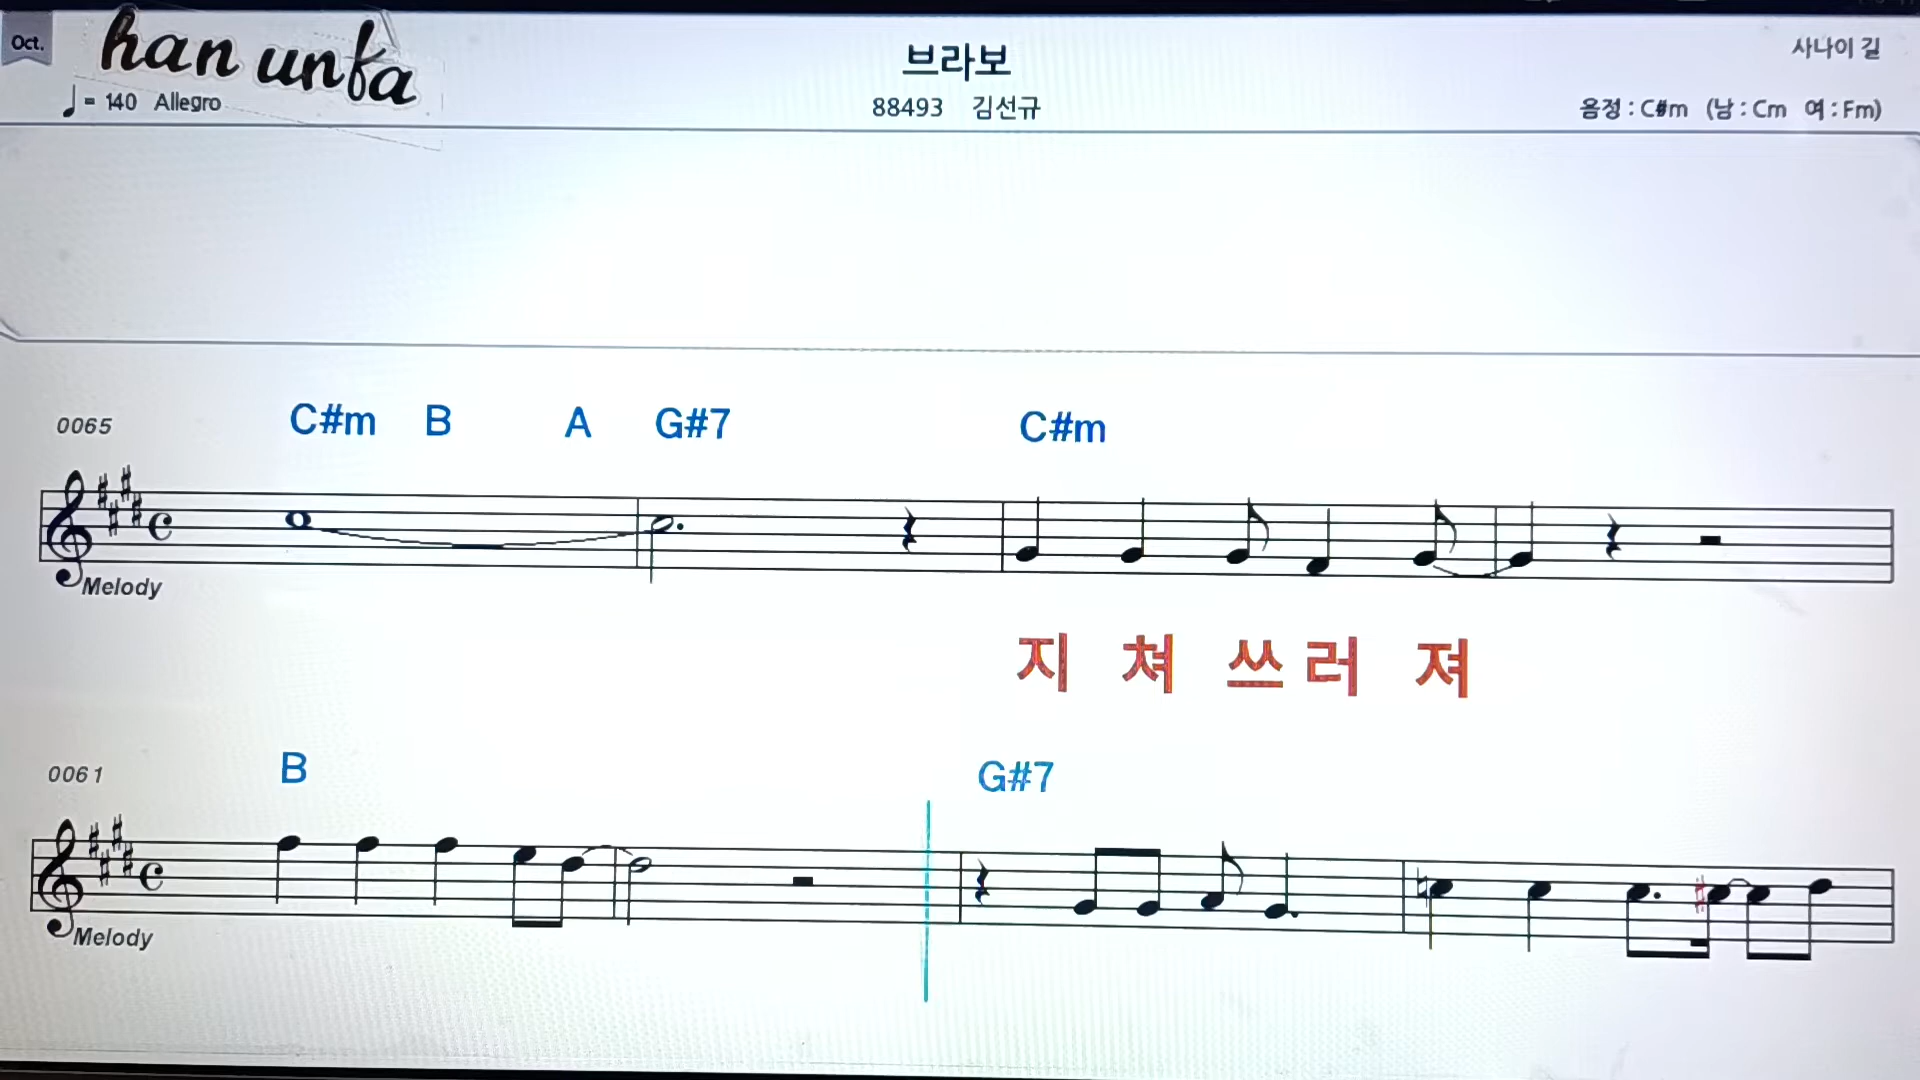 Oct.
han unfa
브라보
사나이 길
♩= 140 Allegro
88493 김선규
음정 : C#m (남 : Cm 여 : Fm)
0065
C#m B A G#7 C#m
Melody
지 쳐 쓰 러 져
0061
B G#7
Melody